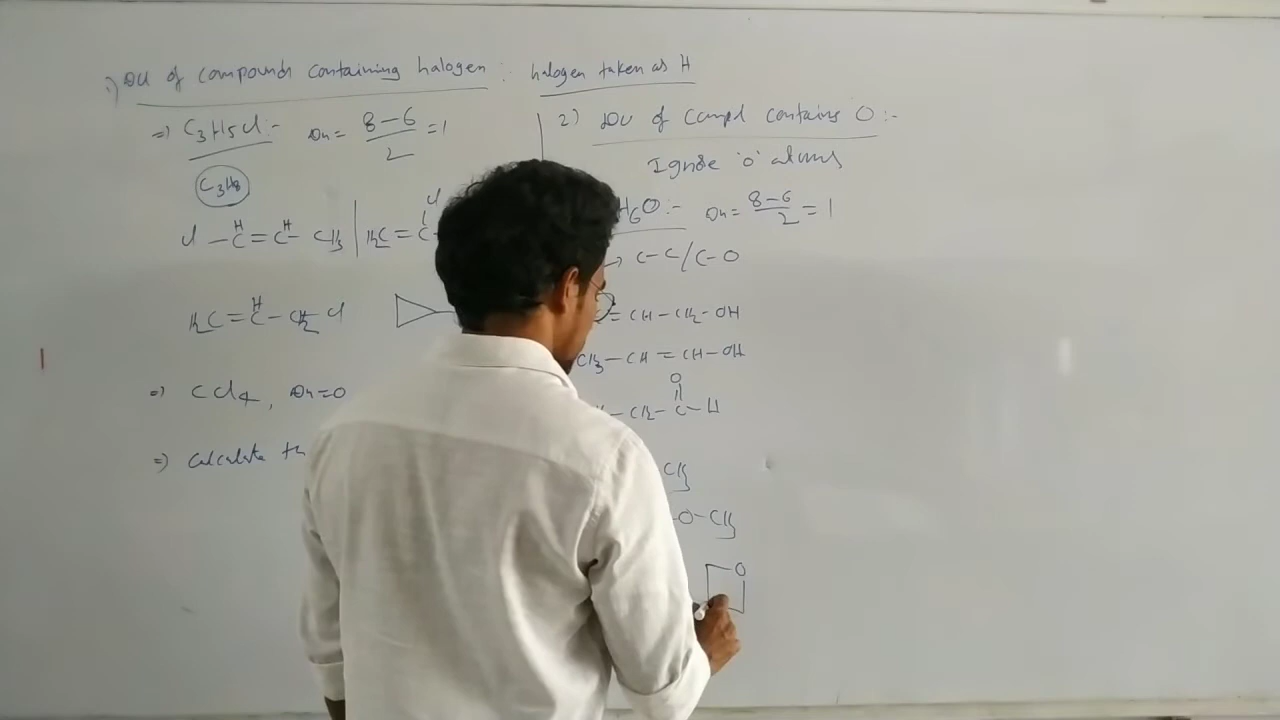 1) DU of compounds containing halogen : halogen taken as H
=) C3H5Cl :- Du = 8-6/2 = 1
C3H8
Cl - CH = CH - CH3 | H2C = C
Cl
H2C = CH - CH2 Cl
=) CCl4, Du = 0
=) Calculate th
2) DU of Compd contains O :-
Ignore 'o' atoms
H6O :- Du = 8-6/2 = 1
→ C-C/C-O
= CH - CH2 - OH
CH3 - CH = CH - OH
- CH2 - C - H
O
CH3
- O - CH3
O